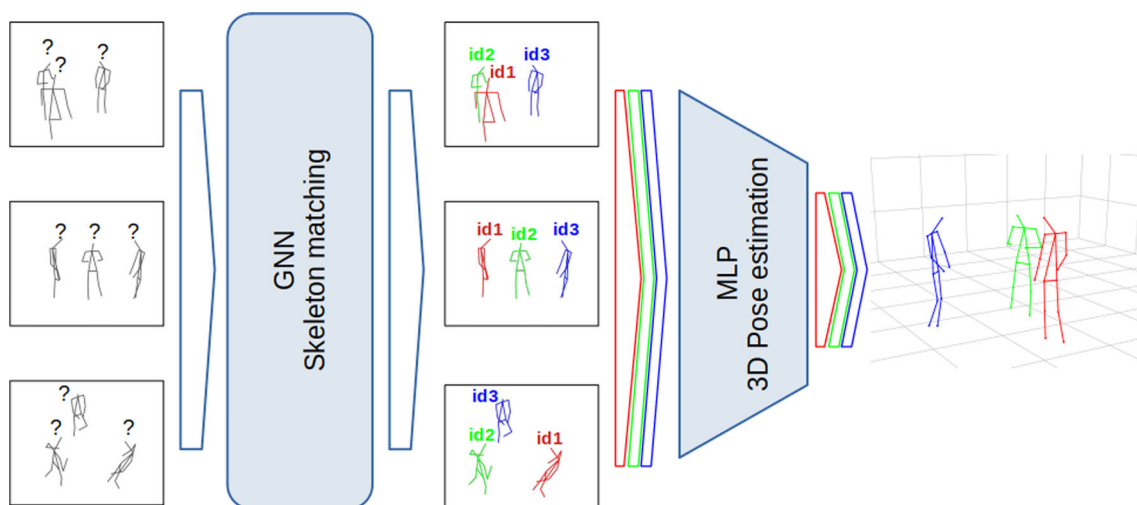 ?
?
?
?
?
?
?
?
?
GNN
Skeleton matching
id2
id3
id1
id1
id2
id3
id3
id2
id1
MLP
3D Pose estimation